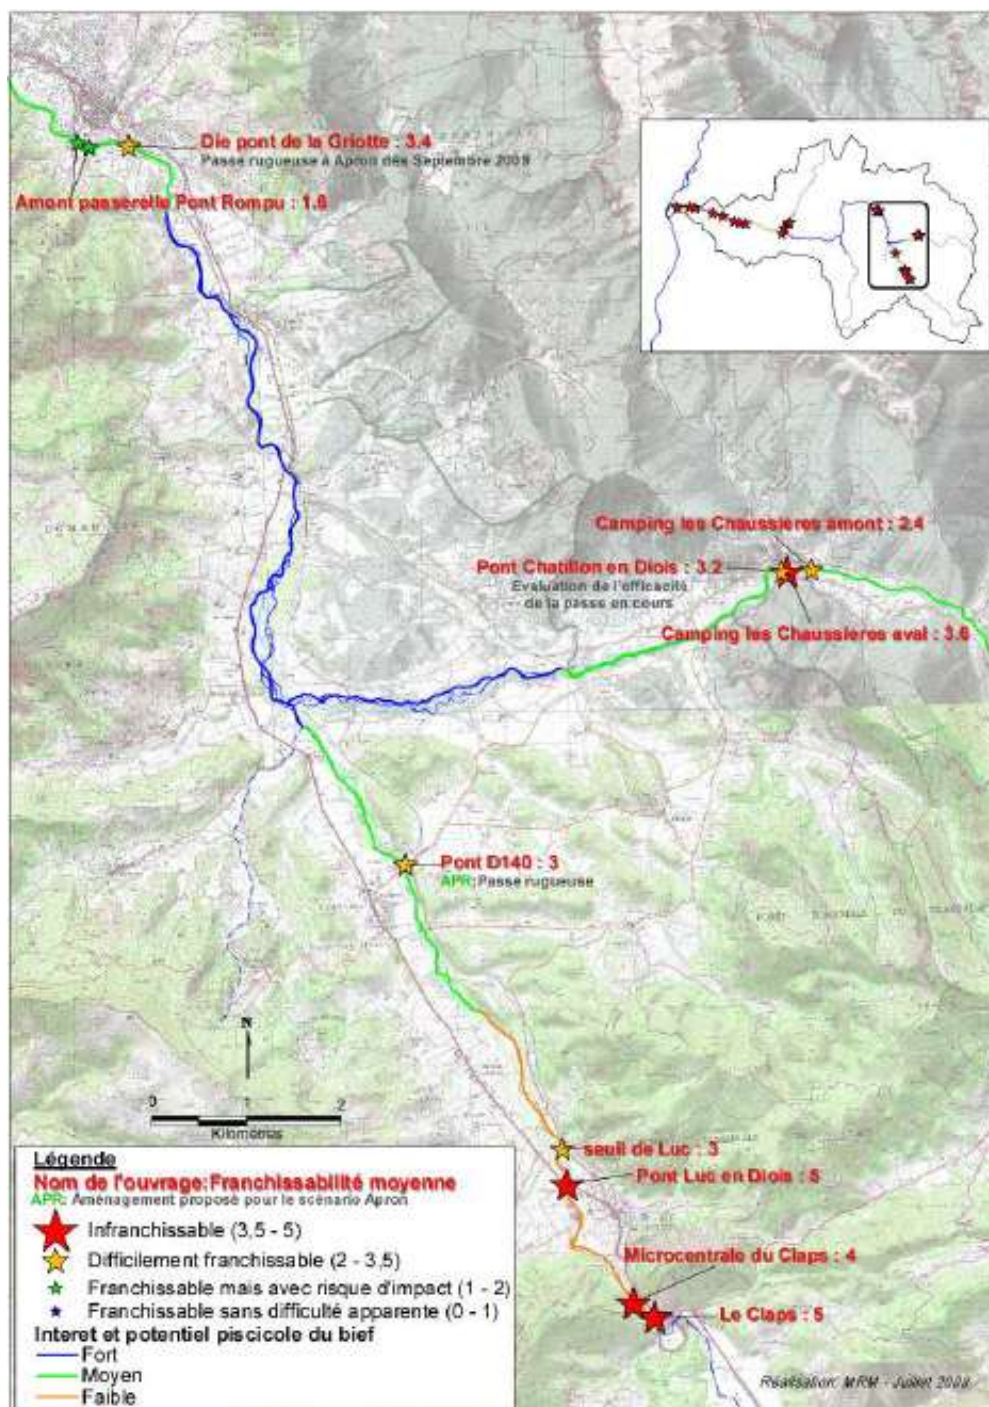 Die pont de la Griotte : 3.4
Passe rugueuse à Apron dès Septembre 2009
Amont passerelle Pont Rompu : 1.6
Camping les Chaussières amont : 2.4
Pont Chatillon en Diois : 3.2
Evaluation de l'efficacité
de la passe en cours
Camping les Chaussieres aval : 3.6
Pont D140 : 3
APR: Passe rugueuse
N
0 1 2
Kilomètres
seuil de Luc : 3
Pont Luc en Diois : 5
Microcentrale du Claps : 4
Le Claps : 5
Légende
Nom de l'ouvrage: Franchissabilité moyenne
APR: Aménagement proposé pour le scénario Apron
Infranchissable (3,5 - 5)
Difficilement franchissable (2 - 3,5)
Franchissable mais avec risque d'impact (1 - 2)
Franchissable sans difficulté apparente (0 - 1)
Interet et potentiel piscicole du bief
Fort
Moyen
Faible
Réalisation: MRM - Juillet